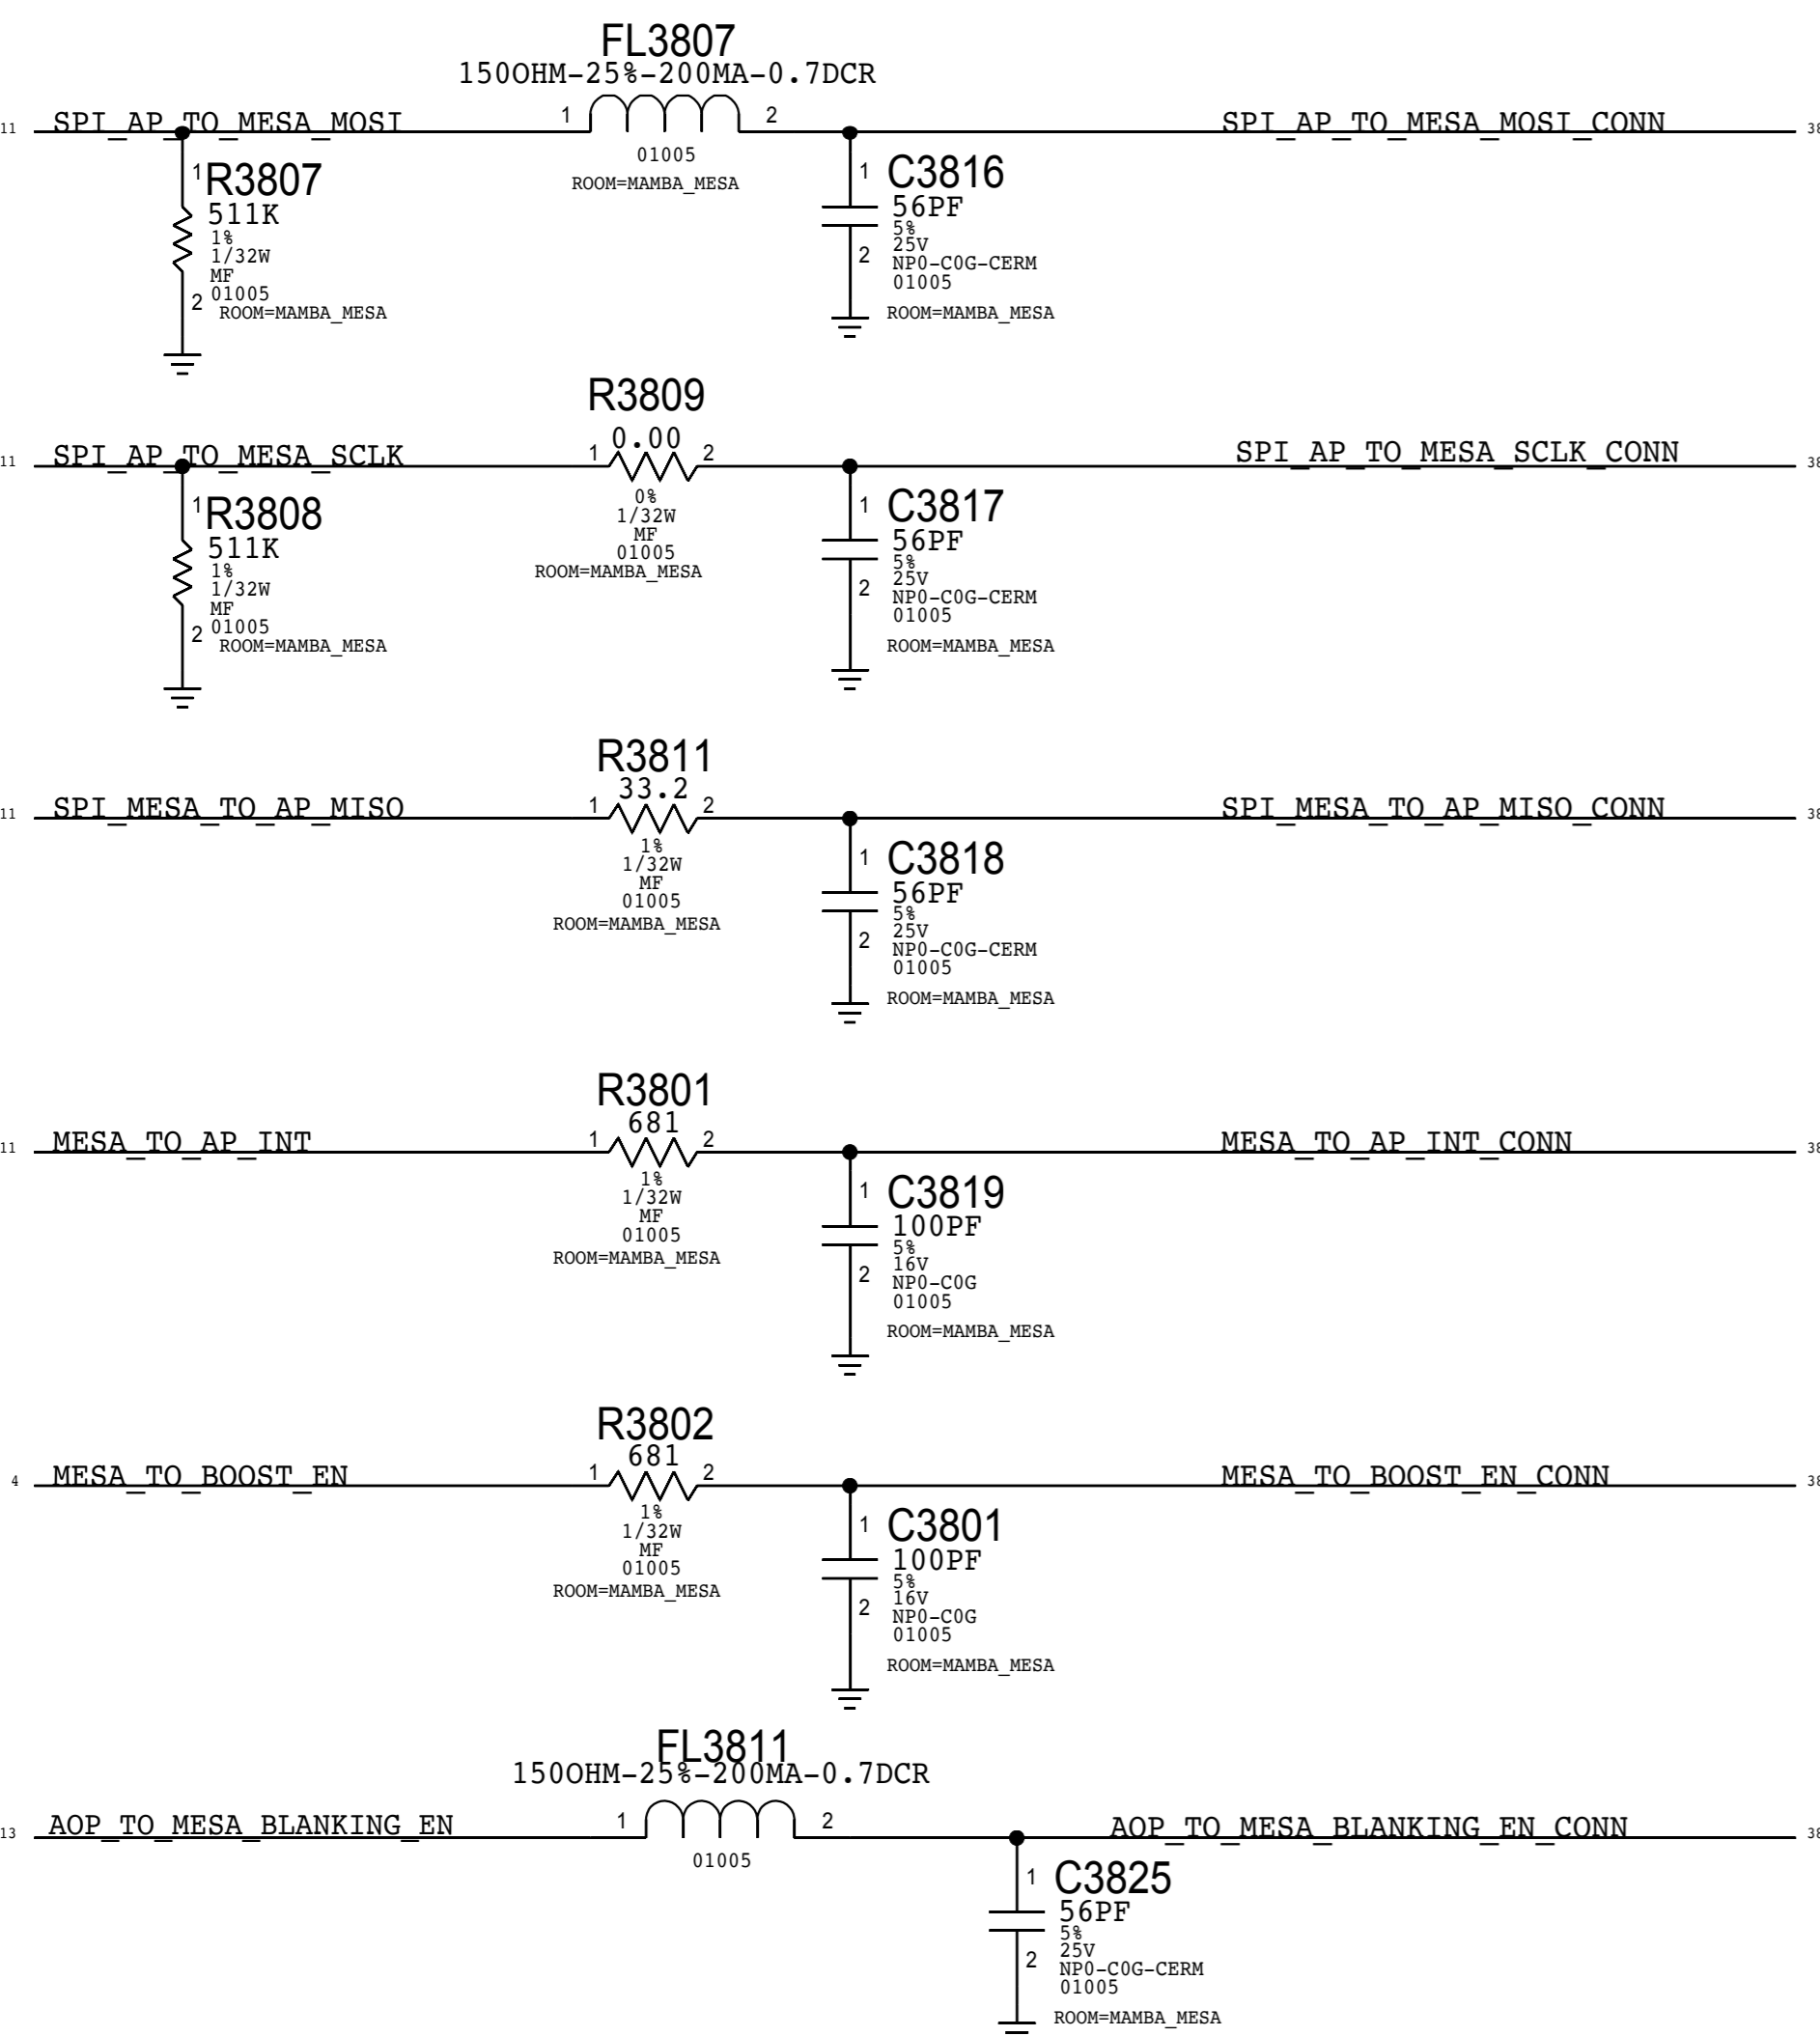 FL3807
150OHM-25%-200MA-0.7DCR
11 SPI_AP_TO_MESA_MOSI 1 2 SPI_AP_TO_MESA_MOSI_CONN 38
01005
ROOM=MAMBA_MESA
1 R3807
511K
1%
1/32W
MF
2 01005
ROOM=MAMBA_MESA
1 C3816
56PF
5%
25V
2 NP0-C0G-CERM
01005
ROOM=MAMBA_MESA
R3809
0.00
11 SPI_AP_TO_MESA_SCLK 1 2 SPI_AP_TO_MESA_SCLK_CONN 38
0%
1/32W
MF
01005
ROOM=MAMBA_MESA
1 R3808
511K
1%
1/32W
MF
2 01005
ROOM=MAMBA_MESA
1 C3817
56PF
5%
25V
2 NP0-C0G-CERM
01005
ROOM=MAMBA_MESA
R3811
33.2
11 SPI_MESA_TO_AP_MISO 1 2 SPI_MESA_TO_AP_MISO_CONN 38
1%
1/32W
MF
01005
ROOM=MAMBA_MESA
1 C3818
56PF
5%
25V
2 NP0-C0G-CERM
01005
ROOM=MAMBA_MESA
R3801
681
11 MESA_TO_AP_INT 1 2 MESA_TO_AP_INT_CONN 38
1%
1/32W
MF
01005
ROOM=MAMBA_MESA
1 C3819
100PF
5%
16V
2 NP0-C0G
01005
ROOM=MAMBA_MESA
R3802
681
4 MESA_TO_BOOST_EN 1 2 MESA_TO_BOOST_EN_CONN 38
1%
1/32W
MF
01005
ROOM=MAMBA_MESA
1 C3801
100PF
5%
16V
2 NP0-C0G
01005
ROOM=MAMBA_MESA
FL3811
150OHM-25%-200MA-0.7DCR
13 AOP_TO_MESA_BLANKING_EN 1 2 AOP_TO_MESA_BLANKING_EN_CONN 38
01005
1 C3825
56PF
5%
25V
2 NP0-C0G-CERM
01005
ROOM=MAMBA_MESA